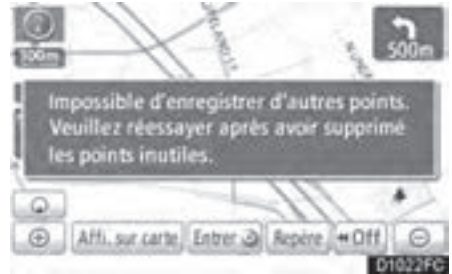 100m
500m
Impossible d'enregistrer d'autres points.
Veuillez réessayer après avoir supprimé
les points inutiles.
Affi. sur carte
Entrer
Repère
Off
D1022FC